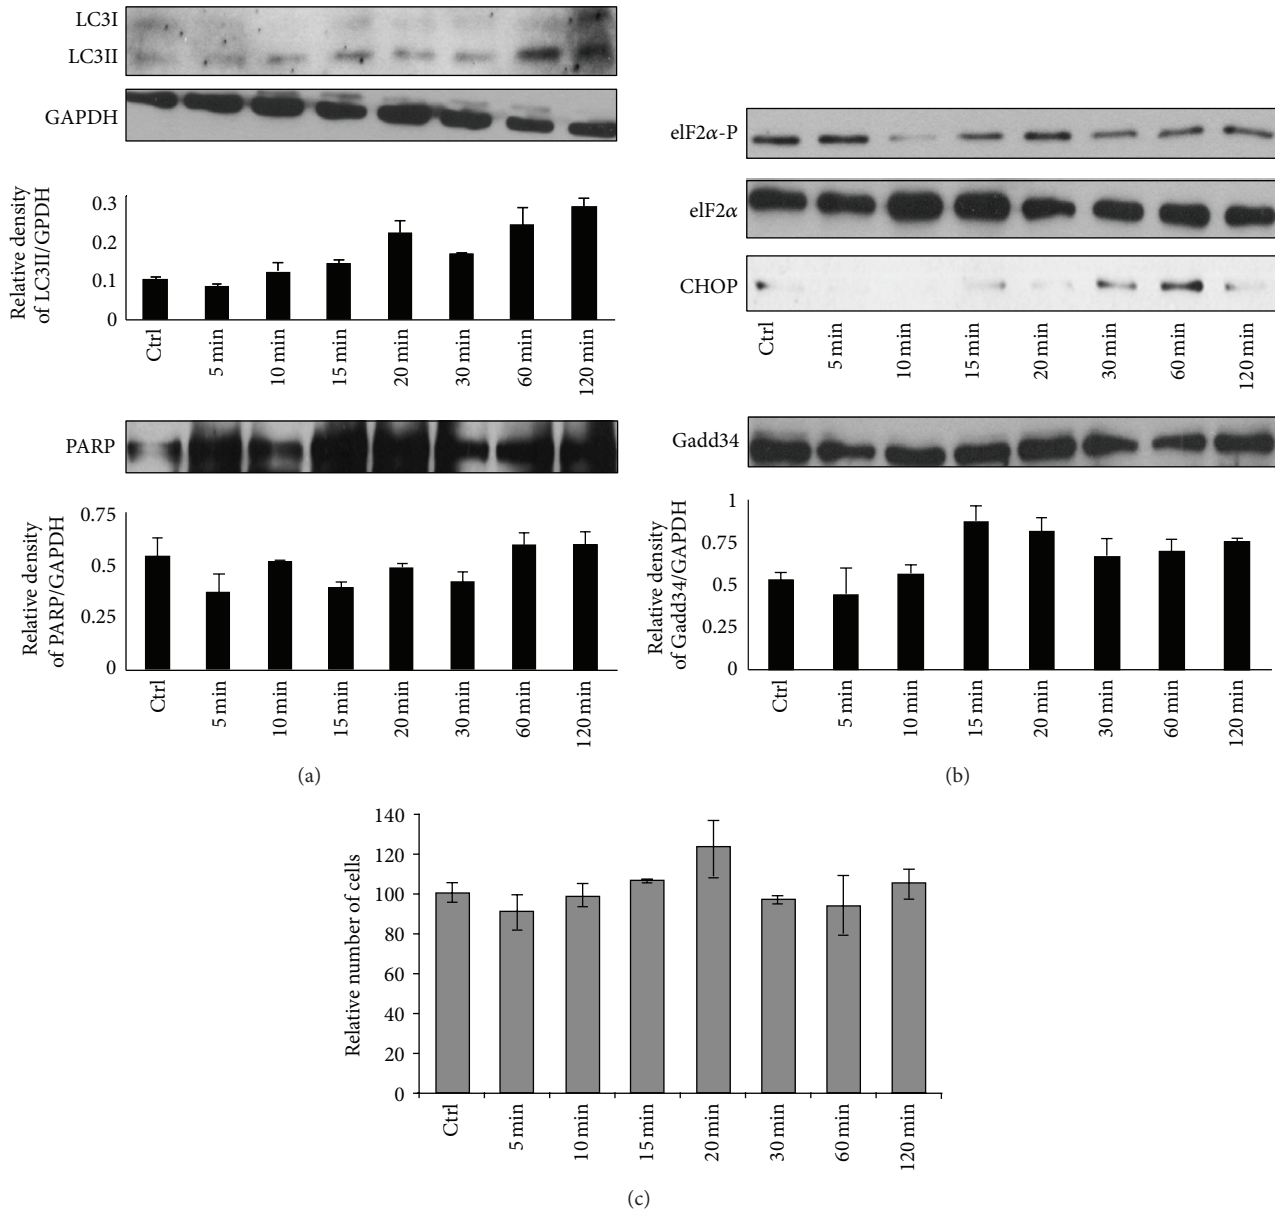 LC3I
LC3II
GAPDH
Relative density
of LC3II/GPDH
0.3
0.2
0.1
0
Ctrl
5 min
10 min
15 min
20 min
30 min
60 min
120 min
PARP
Relative density
of PARP/GAPDH
0.75
0.5
0.25
0
Ctrl
5 min
10 min
15 min
20 min
30 min
60 min
120 min
(a)
elF2α-P
elF2α
CHOP
Ctrl
5 min
10 min
15 min
20 min
30 min
60 min
120 min
Gadd34
Relative density
of Gadd34/GAPDH
1
0.75
0.5
0.25
0
Ctrl
5 min
10 min
15 min
20 min
30 min
60 min
120 min
(b)
Relative number of cells
140
120
100
80
60
40
20
0
Ctrl
5 min
10 min
15 min
20 min
30 min
60 min
120 min
(c)